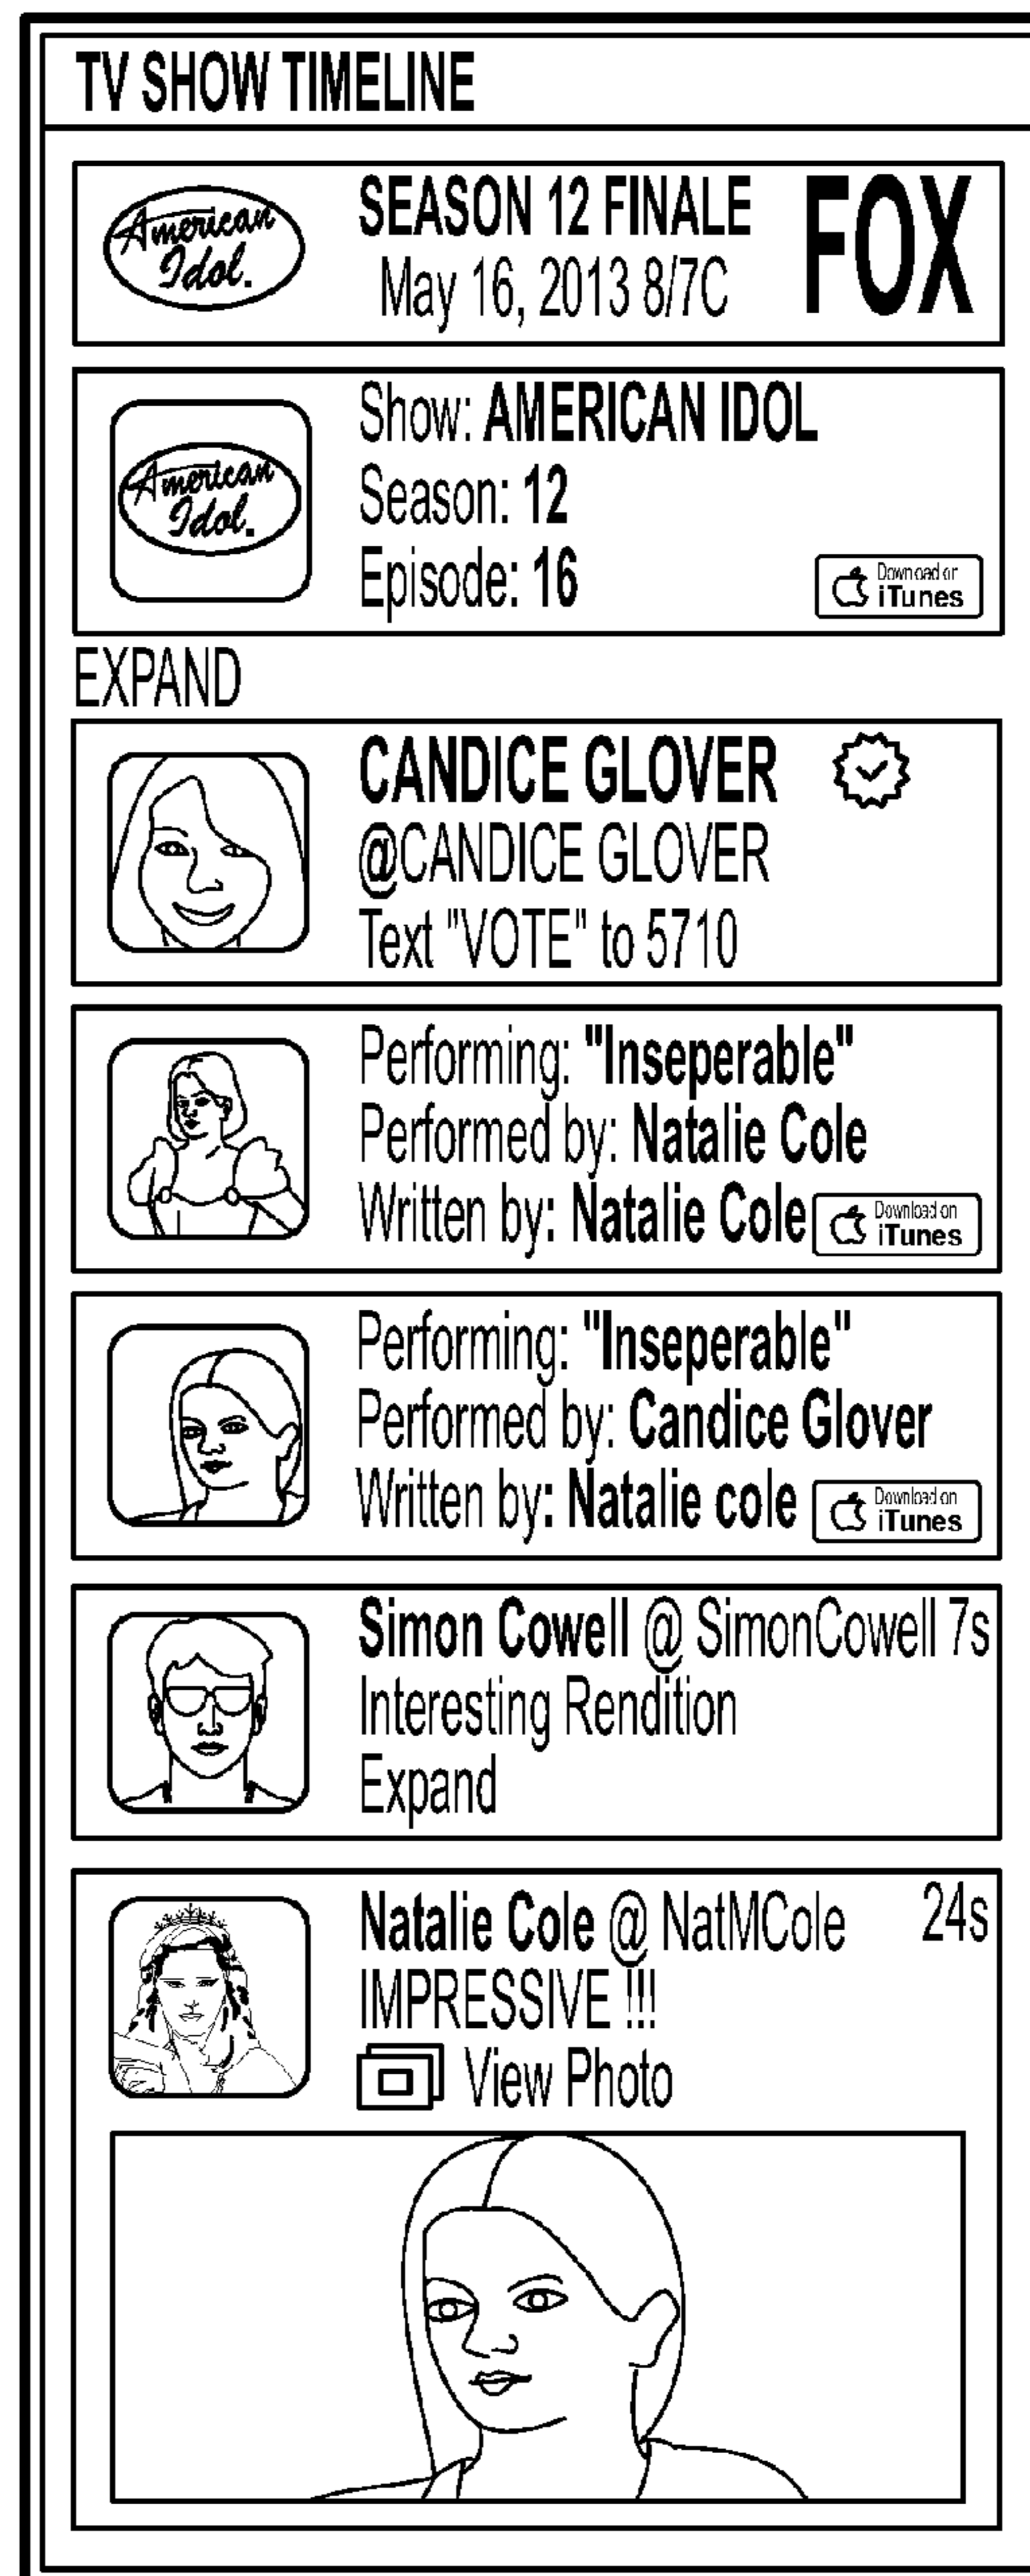 TV SHOW TIMELINE
American
Idol.
SEASON 12 FINALE
May 16, 2013 8/7C
FOX
American
Idol.
Show: AMERICAN IDOL
Season: 12
Episode: 16
Download on
iTunes
EXPAND
CANDICE GLOVER
@CANDICE GLOVER
Text "VOTE" to 5710
Performing: "Inseperable"
Performed by: Natalie Cole
Written by: Natalie Cole
Download on
iTunes
Performing: "Inseperable"
Performed by: Candice Glover
Written by: Natalie cole
Download on
iTunes
Simon Cowell @ SimonCowell 7s
Interesting Rendition
Expand
Natalie Cole @ NatMCole 24s
IMPRESSIVE !!!
View Photo